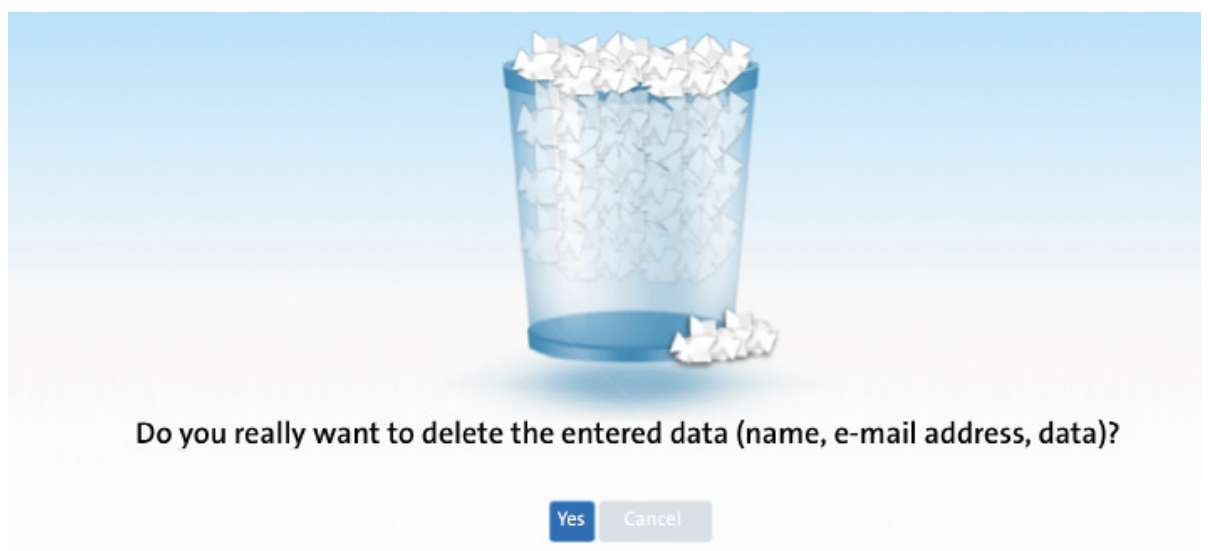 Do you really want to delete the entered data (name, e-mail address, data)?
Yes
Cancel